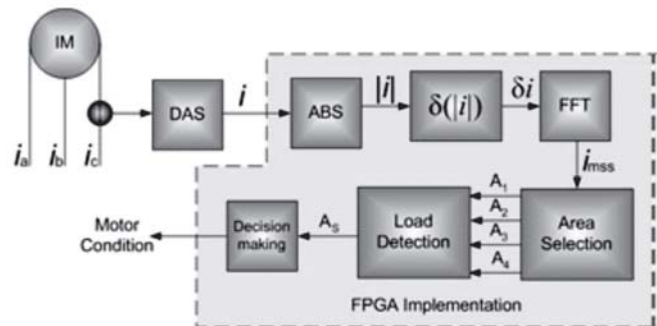 IM
DAS
i
ABS
|i|
δ(|i|)
δi
FFT
ia
ib
ic
imss
Motor
Condition
Decision
making
As
Load
Detection
A1
A2
A3
A4
Area
Selection
FPGA Implementation